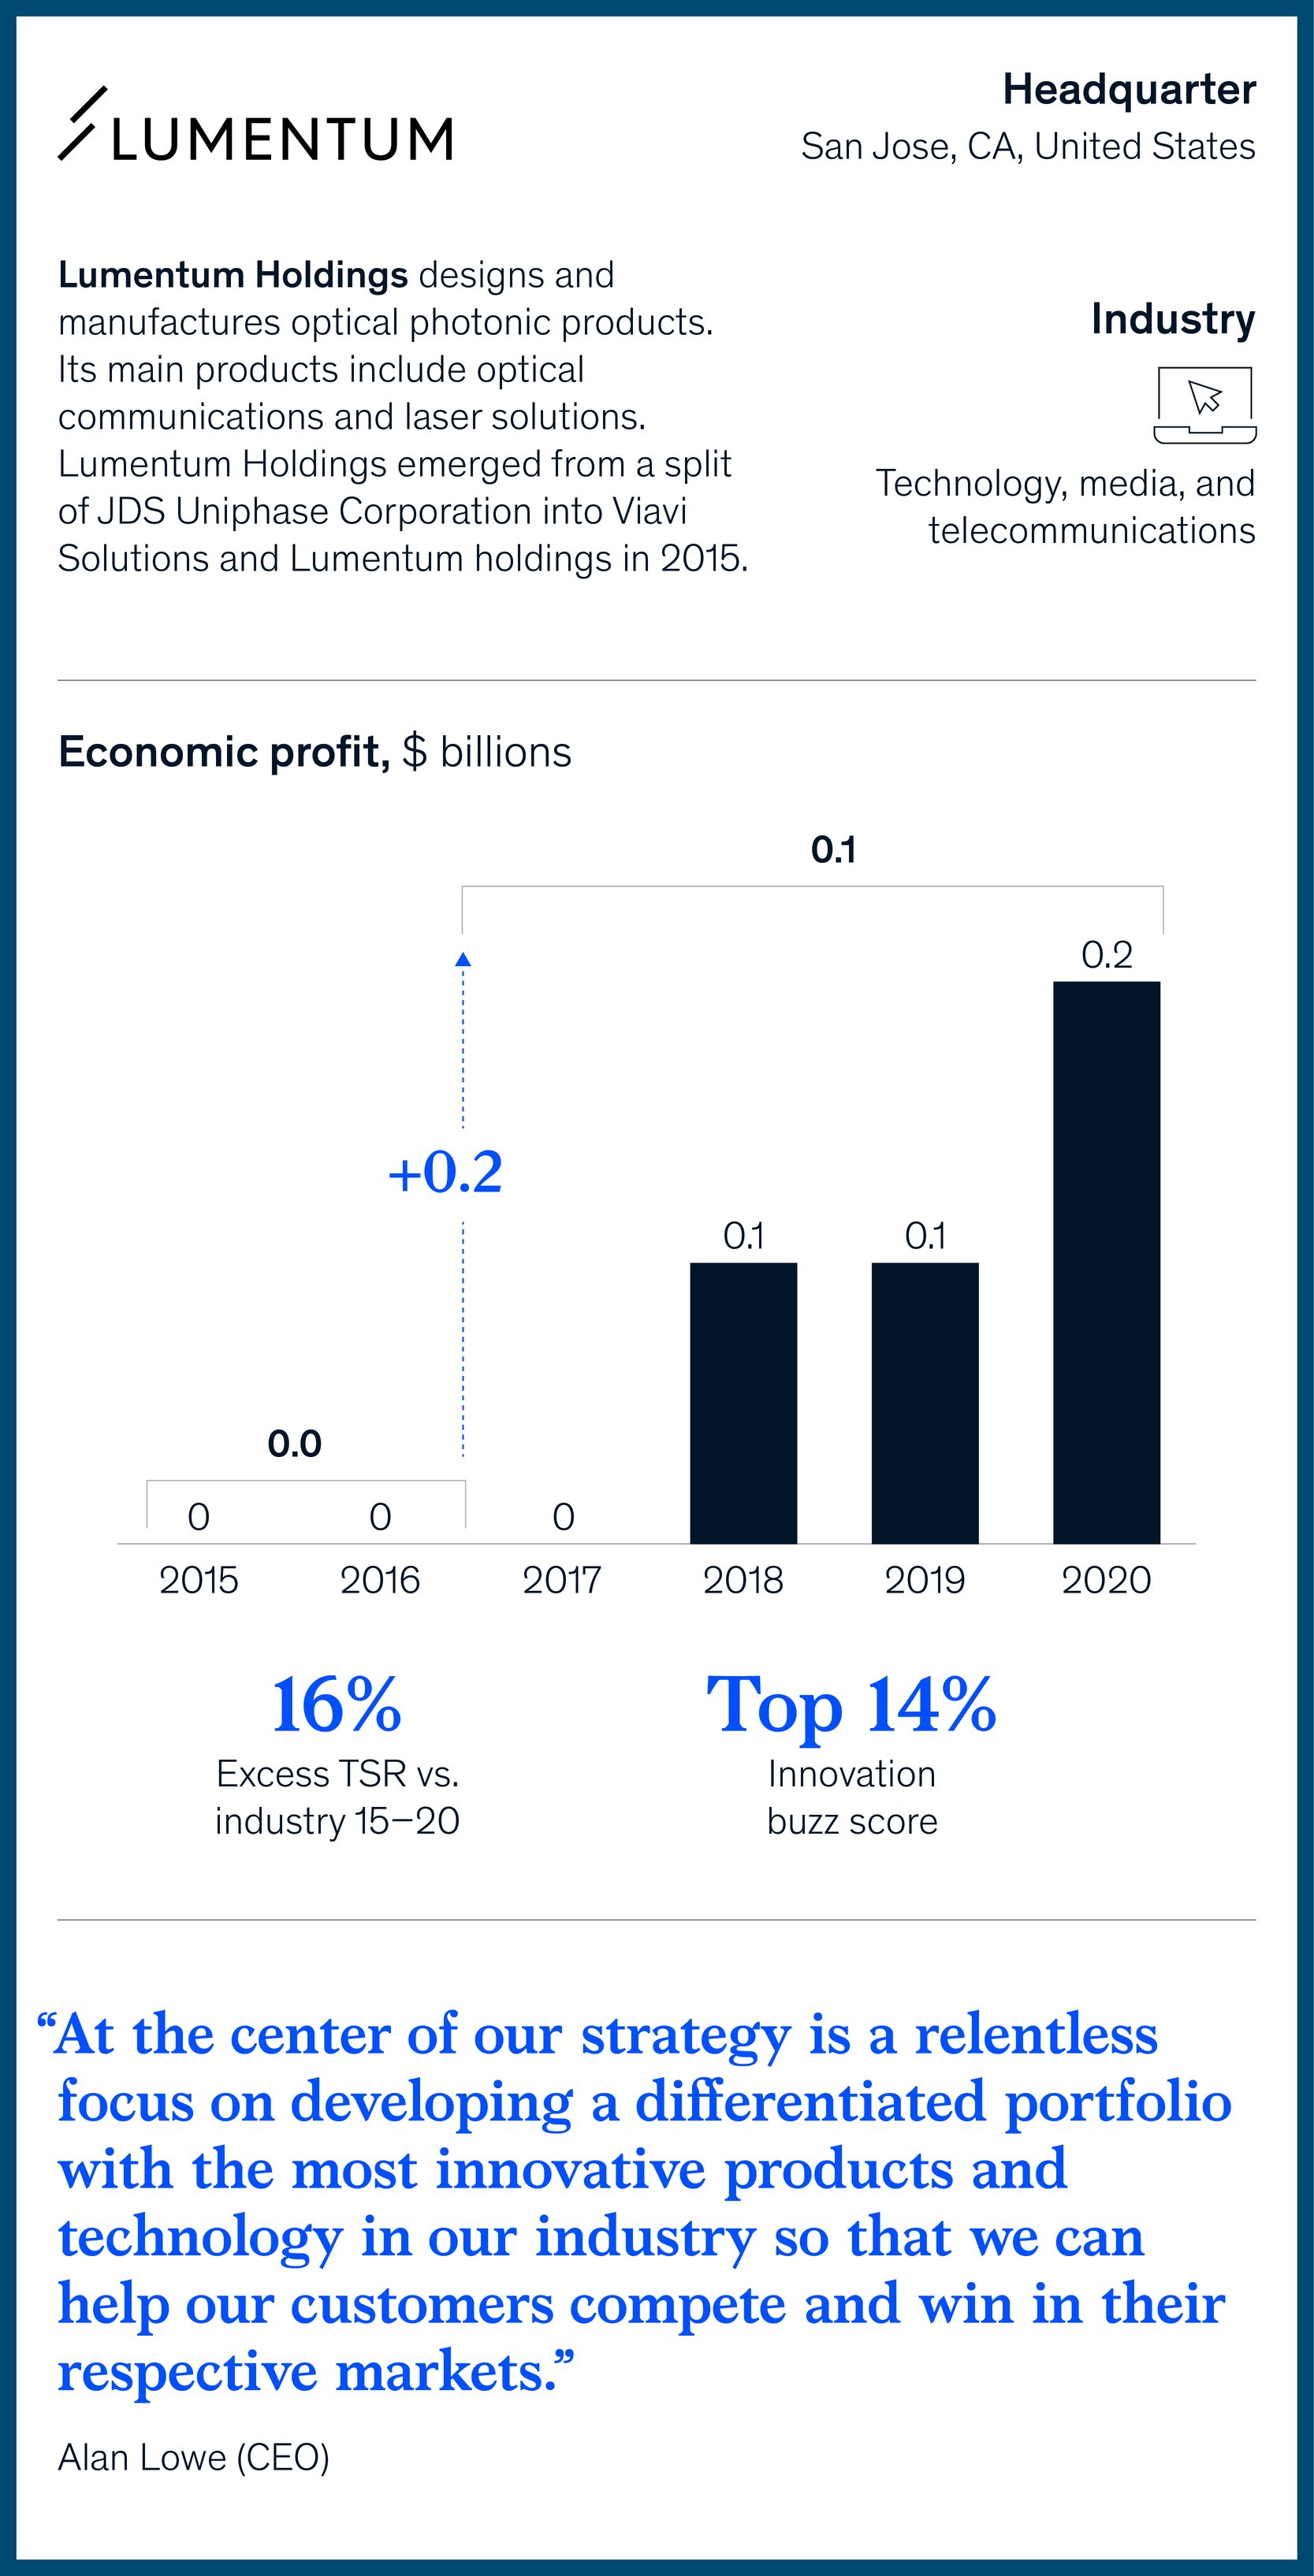 LUMENTUM
Headquarter
San Jose, CA, United States
Lumentum Holdings designs and
manufactures optical photonic products.
Its main products include optical
communications and laser solutions.
Lumentum Holdings emerged from a split
of JDS Uniphase Corporation into Viavi
Solutions and Lumentum holdings in 2015.
Industry
Technology, media, and
telecommunications
Economic profit, $ billions
0.1
0.2
+0.2
0.1
0.1
0.0
0
0
0
2015
2016
2017
2018
2019
2020
16%
Excess TSR vs.
industry 15–20
Top 14%
Innovation
buzz score
“At the center of our strategy is a relentless
focus on developing a differentiated portfolio
with the most innovative products and
technology in our industry so that we can
help our customers compete and win in their
respective markets.”
Alan Lowe (CEO)